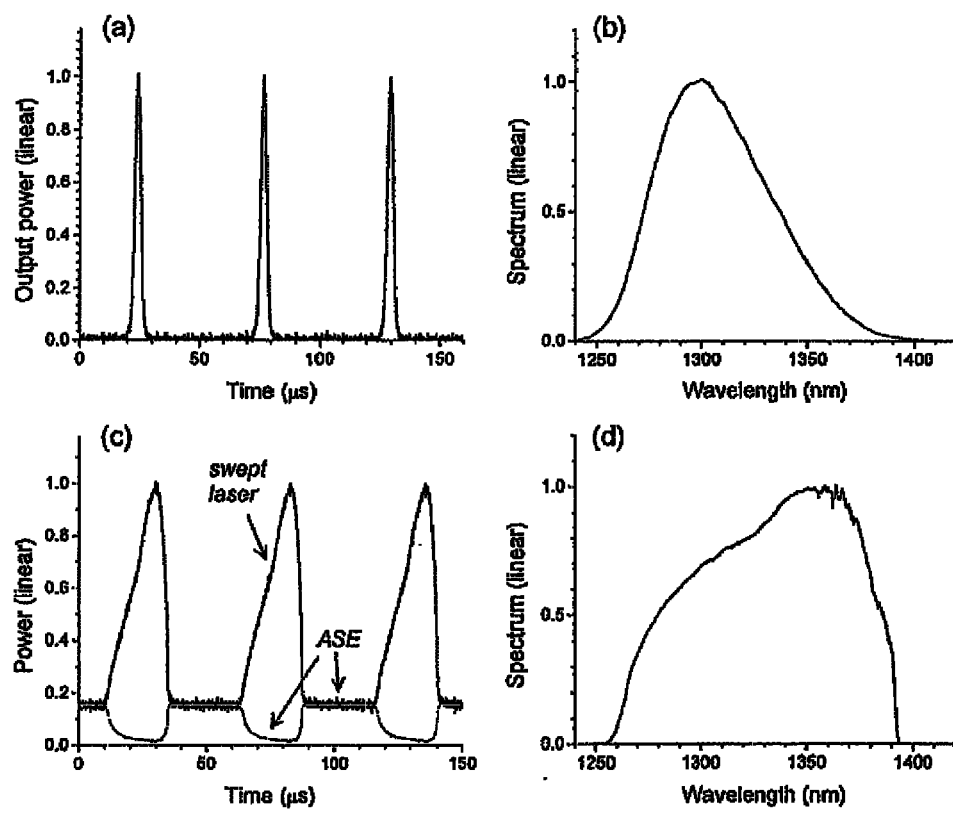 (a)
Output power (linear)
1.0
0.8
0.6
0.4
0.2
0.0
0 50 100 150
Time (μs)
(b)
Spectrum (linear)
1.0
0.5
0.0
1250 1300 1350 1400
Wavelength (nm)
(c)
Power (linear)
1.0
0.8
0.6
0.4
0.2
0.0
swept
laser
ASE
0 50 100 150
Time (μs)
(d)
Spectrum (linear)
1.0
0.5
0.0
1250 1300 1350 1400
Wavelength (nm)